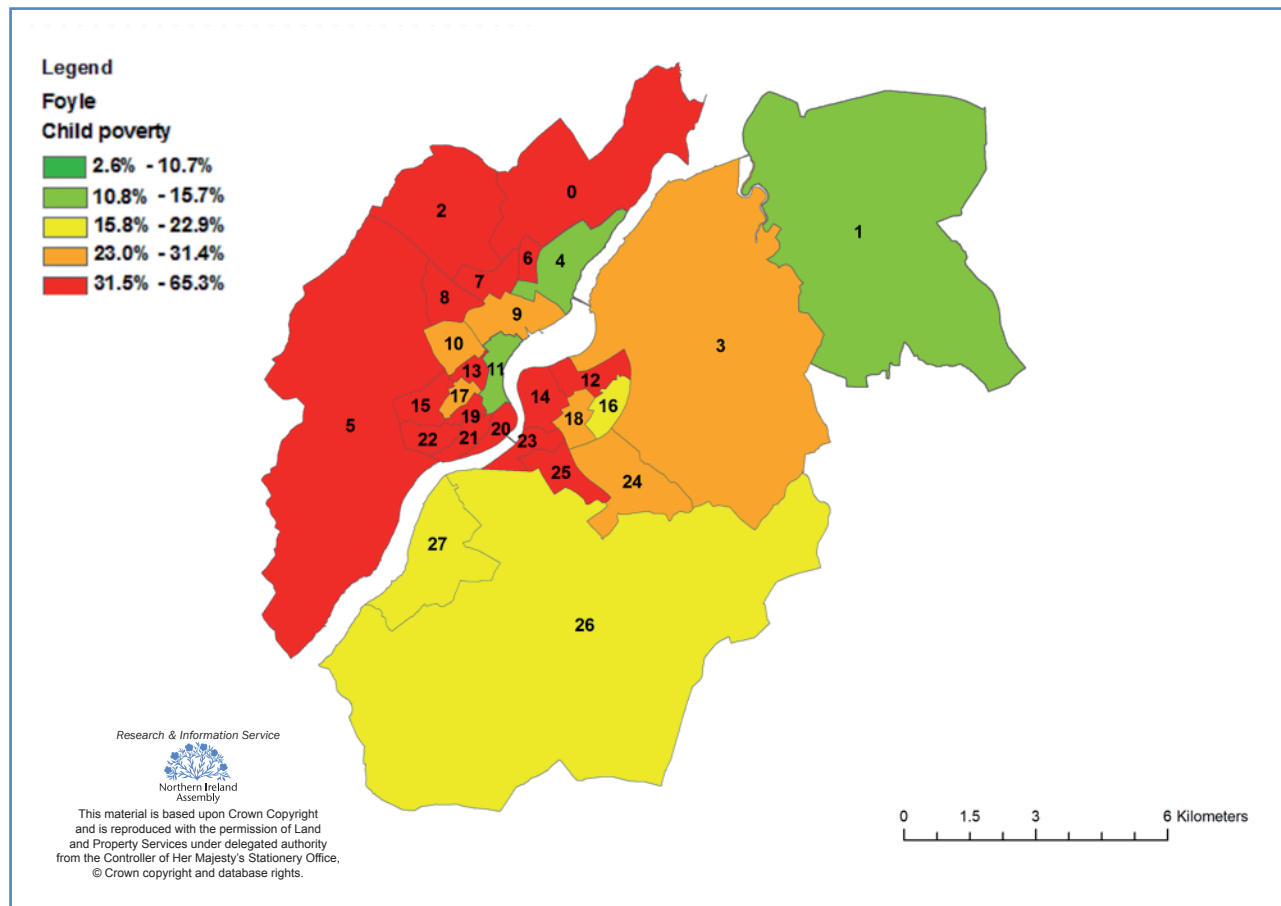 Legend
Foyle
Child poverty
2.6% - 10.7%
10.8% - 15.7%
15.8% - 22.9%
23.0% - 31.4%
31.5% - 65.3%
0
2
1
6
4
7
8
9
10
3
13
11
12
14
17
15
16
18
19
5
20
22
21
23
25
24
27
26
Research & Information Service
Northern Ireland
Assembly
This material is based upon Crown Copyright
and is reproduced with the permission of Land
and Property Services under delegated authority
from the Controller of Her Majesty's Stationery Office,
© Crown copyright and database rights.
0 1.5 3 6 Kilometers